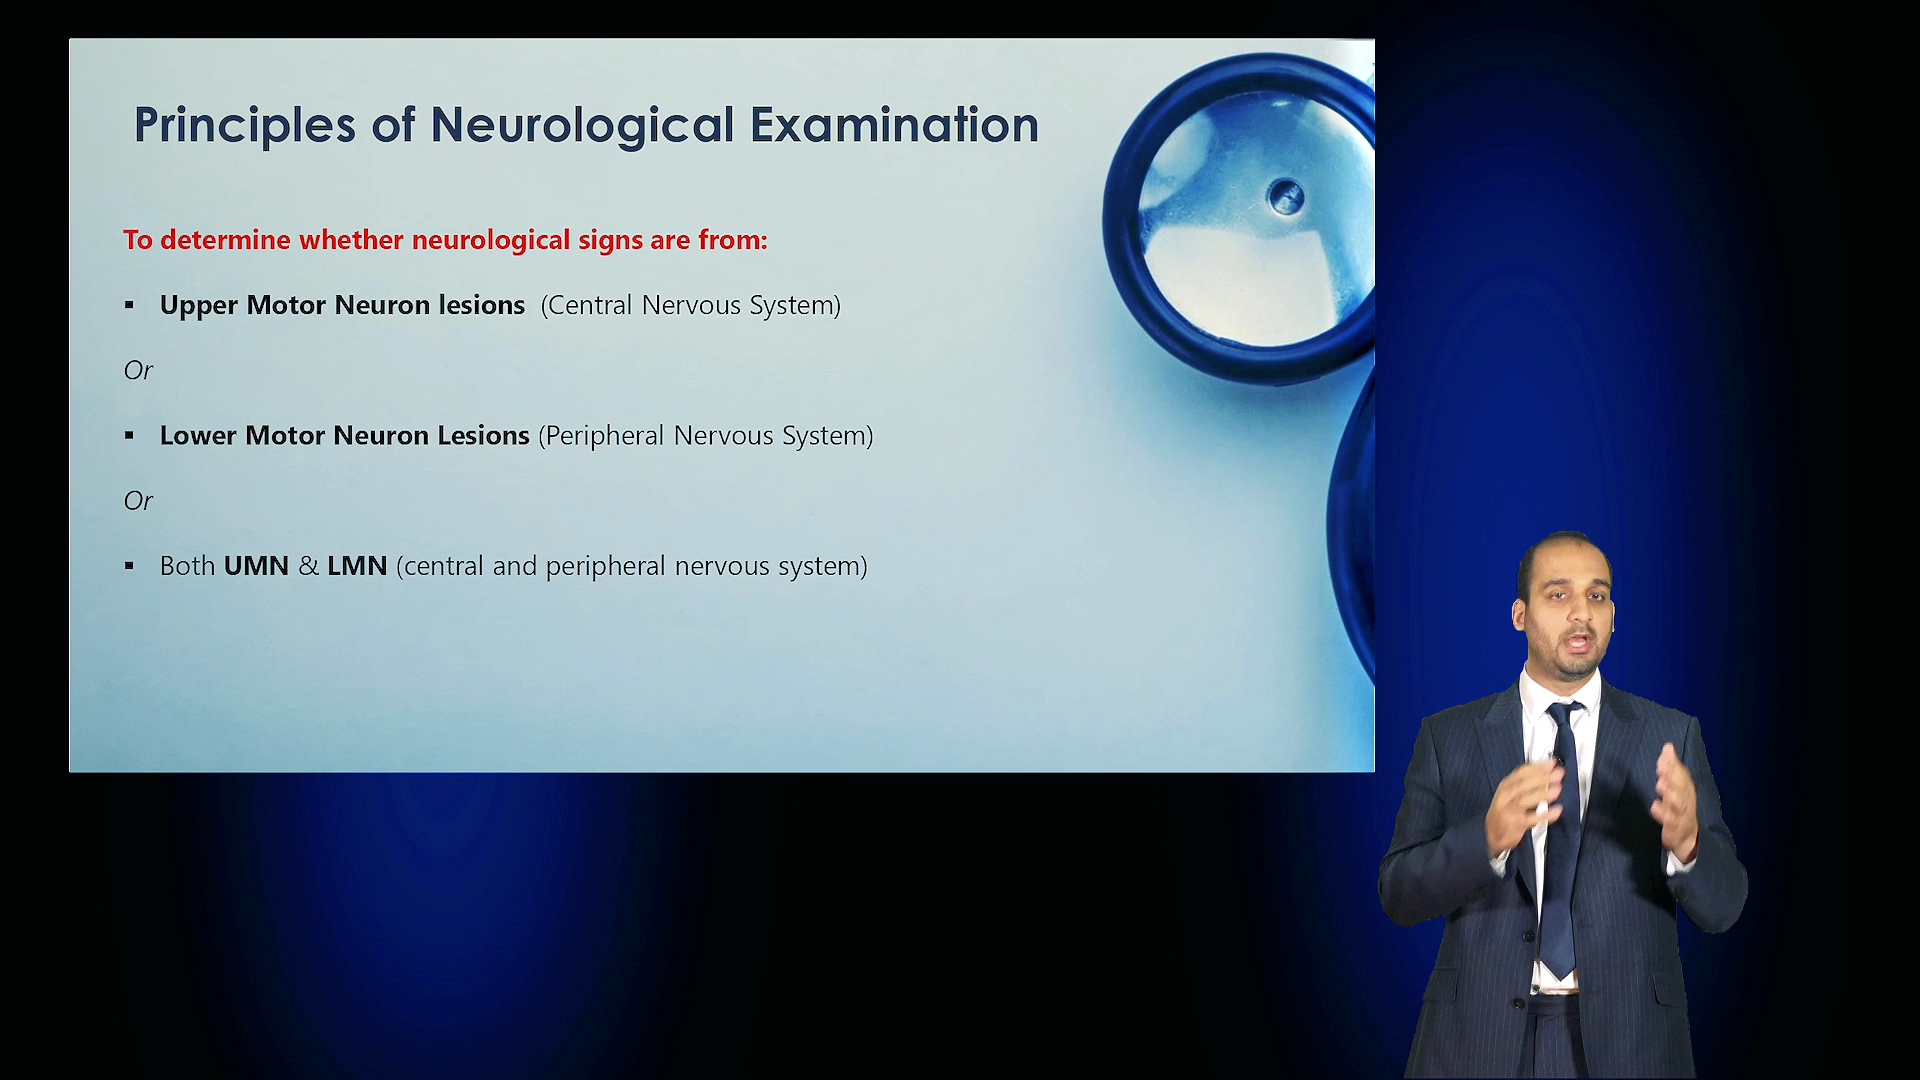 Principles of Neurological Examination
To determine whether neurological signs are from:
▪ Upper Motor Neuron lesions (Central Nervous System)
Or
▪ Lower Motor Neuron Lesions (Peripheral Nervous System)
Or
▪ Both UMN & LMN (central and peripheral nervous system)